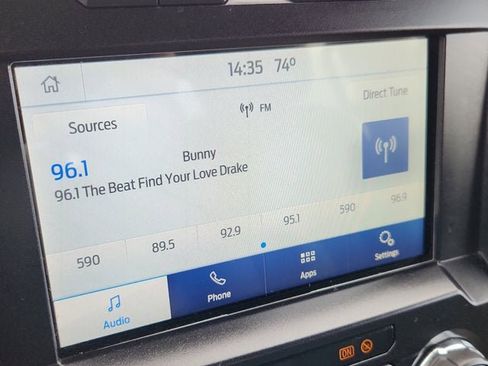 14:35 74°
FM
Direct Tune
Sources
96.1
Bunny
96.1 The Beat Find Your Love Drake
590 89.5 92.9 95.1 590 96.9
Audio Phone Apps Settings
ON